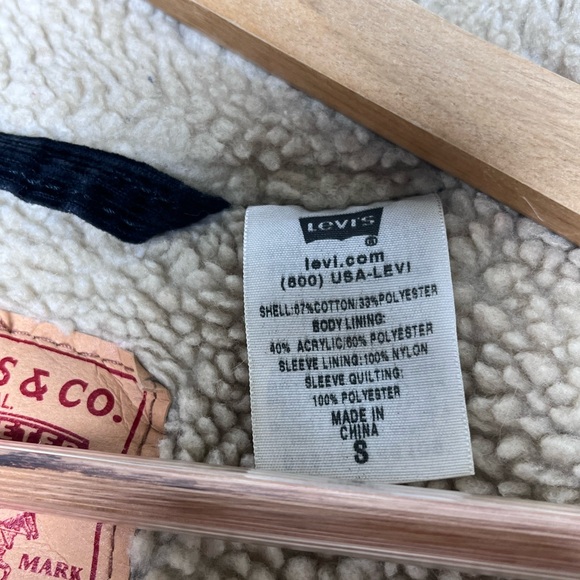 Levi's
®
levi.com
(800) USA-LEVI
SHELL:67%COTTON/33%POLYESTER
BODY LINING:
40% ACRYLIC/60% POLYESTER
SLEEVE LINING:100% NYLON
SLEEVE QUILTING:
100% POLYESTER
MADE IN
CHINA
S
S & CO.
MARK